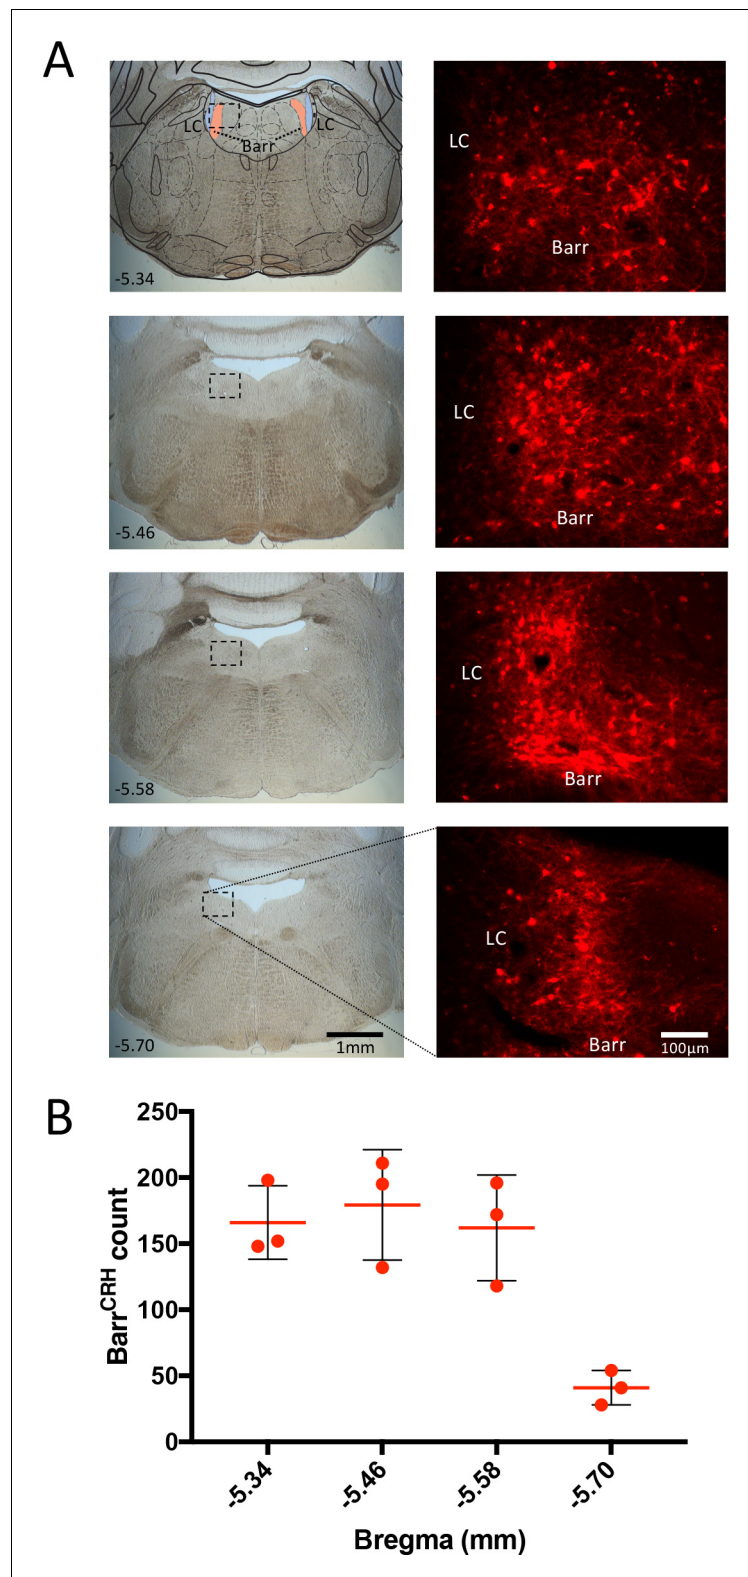 A
LC
LC
Barr
-5.34
LC
Barr
-5.46
LC
Barr
-5.58
LC
Barr
-5.70
1mm
LC
Barr
100µm
B
250
200
150
100
50
0
Barr^CRH count
-5.34
-5.46
-5.58
-5.70
Bregma (mm)